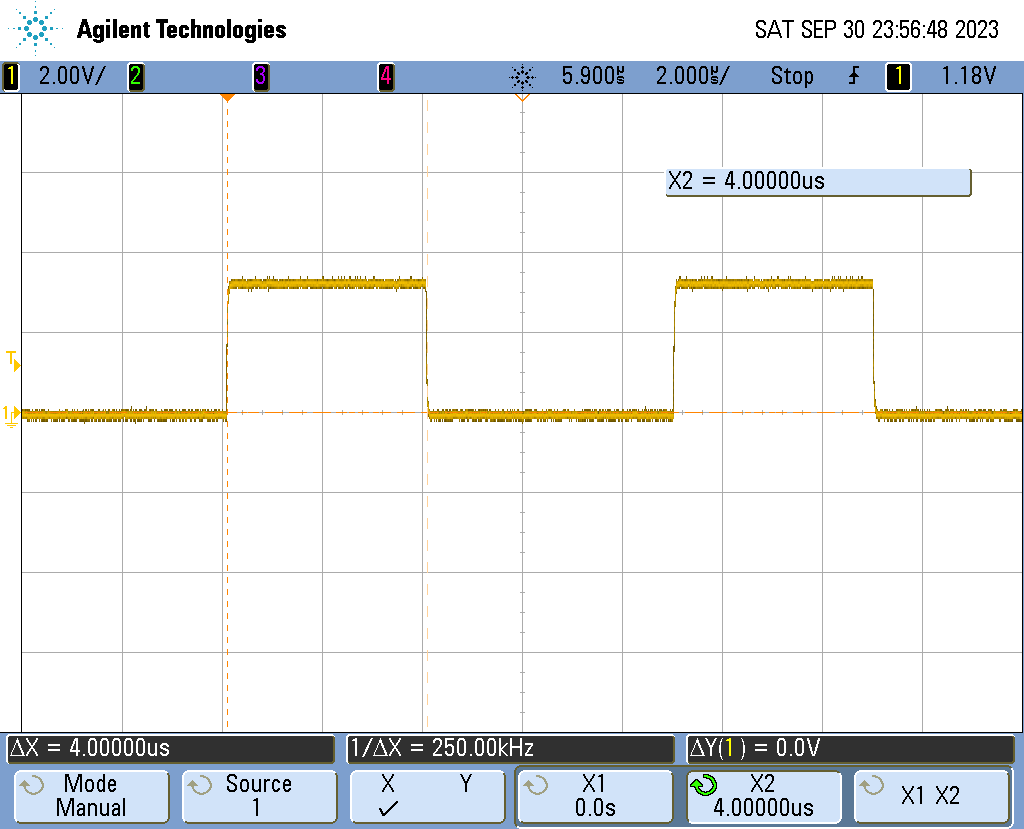 Agilent Technologies
SAT SEP 30 23:56:48 2023
1 2.00V/ 2 3 4 5.900µs 2.000µs/ Stop 1 1.18V
X2 = 4.00000us
T
1
ΔX = 4.00000us
1/ΔX = 250.00kHz
ΔY(1) = 0.0V
Mode
Manual
Source
1
X Y
✓
X1
0.0s
X2
4.00000us
X1 X2